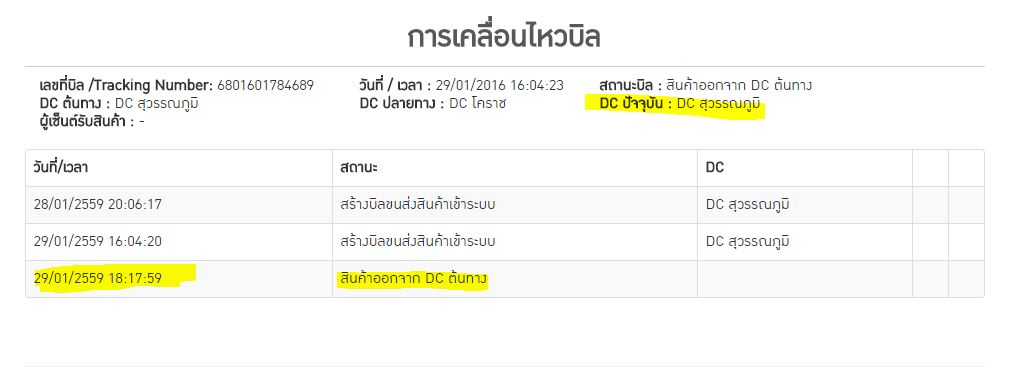 การเคลื่อนไหวบิล
เลขที่บิล /Tracking Number: 6801601784689 วันที่ / เวลา : 29/01/2016 16:04:23 สถานะบิล : สินค้าออกจาก DC ต้นทาง
DC ต้นทาง : DC สุวรรณภูมิ DC ปลายทาง : DC โคราช DC ปัจจุบัน : DC สุวรรณภูมิ
ผู้เซ็นต์รับสินค้า : -
วันที่/เวลา สถานะ DC
28/01/2559 20:06:17 สร้างบิลขนส่งสินค้าเข้าระบบ DC สุวรรณภูมิ
29/01/2559 16:04:20 สร้างบิลขนส่งสินค้าเข้าระบบ DC สุวรรณภูมิ
29/01/2559 18:17:59 สินค้าออกจาก DC ต้นทาง